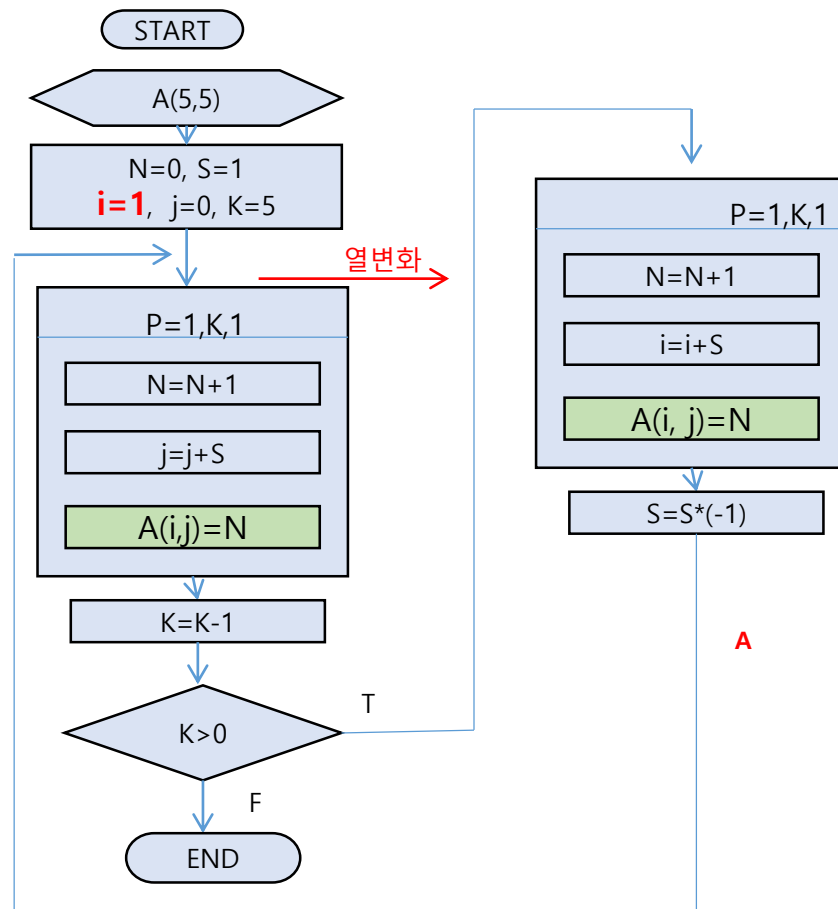 START
A(5,5)
N=0, S=1
i=1, j=0, K=5
열변화
P=1,K,1
N=N+1
j=j+S
A(i,j)=N
K=K-1
K>0
T
F
END
P=1,K,1
N=N+1
i=i+S
A(i, j)=N
S=S*(-1)
A